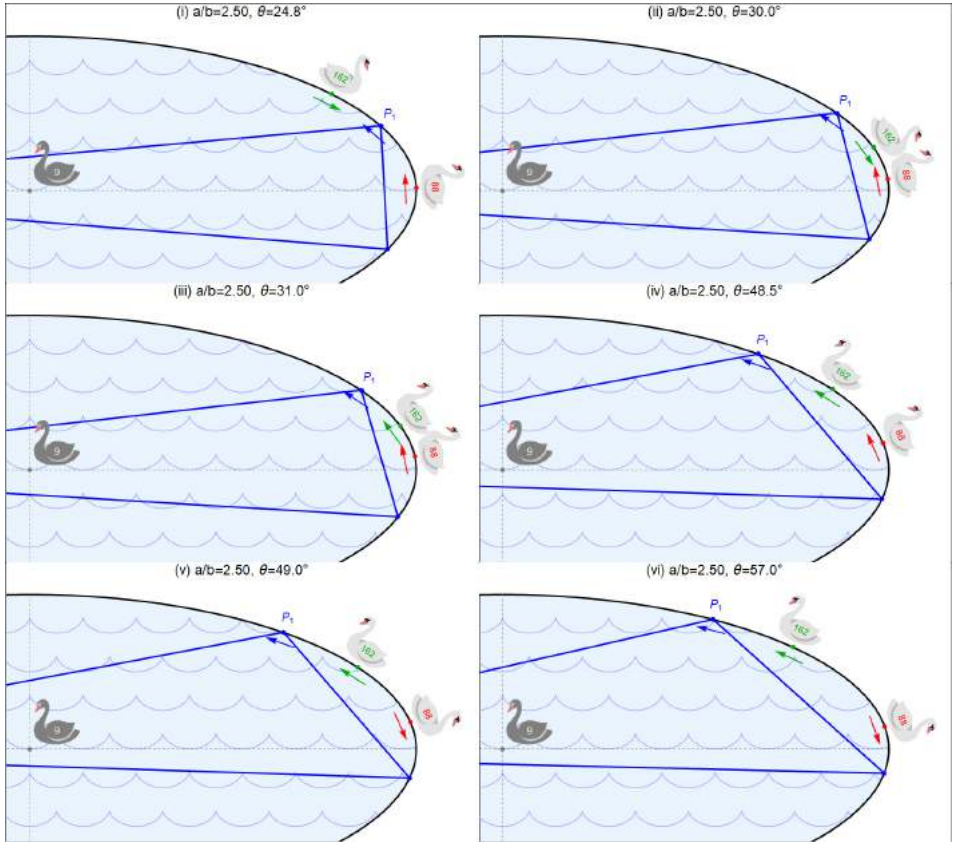 (i) a/b=2.50, θ=24.8°
(ii) a/b=2.50, θ=30.0°
162
P₁
9
88
P₁
162
9
88
(iii) a/b=2.50, θ=31.0°
(iv) a/b=2.50, θ=48.5°
P₁
162
9
88
P₁
162
9
88
(v) a/b=2.50, θ=49.0°
(vi) a/b=2.50, θ=57.0°
P₁
162
9
88
P₁
162
9
88